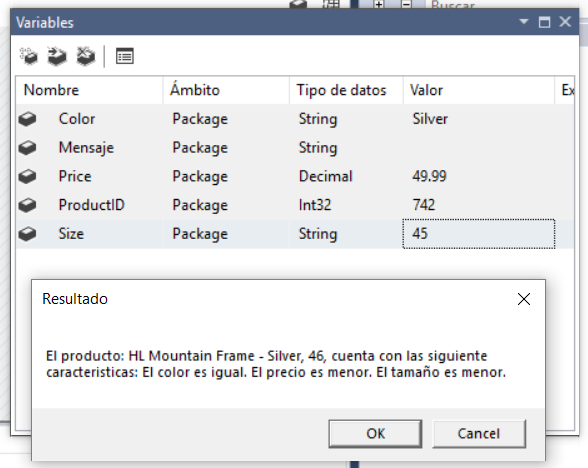 Buscar
Variables
Nombre Ámbito Tipo de datos Valor Ex
Color Package String Silver
Mensaje Package String
Price Package Decimal 49.99
ProductID Package Int32 742
Size Package String 45
Resultado
El producto: HL Mountain Frame - Silver, 46, cuenta con las siguiente
caracteristicas: El color es igual. El precio es menor. El tamaño es menor.
OK Cancel